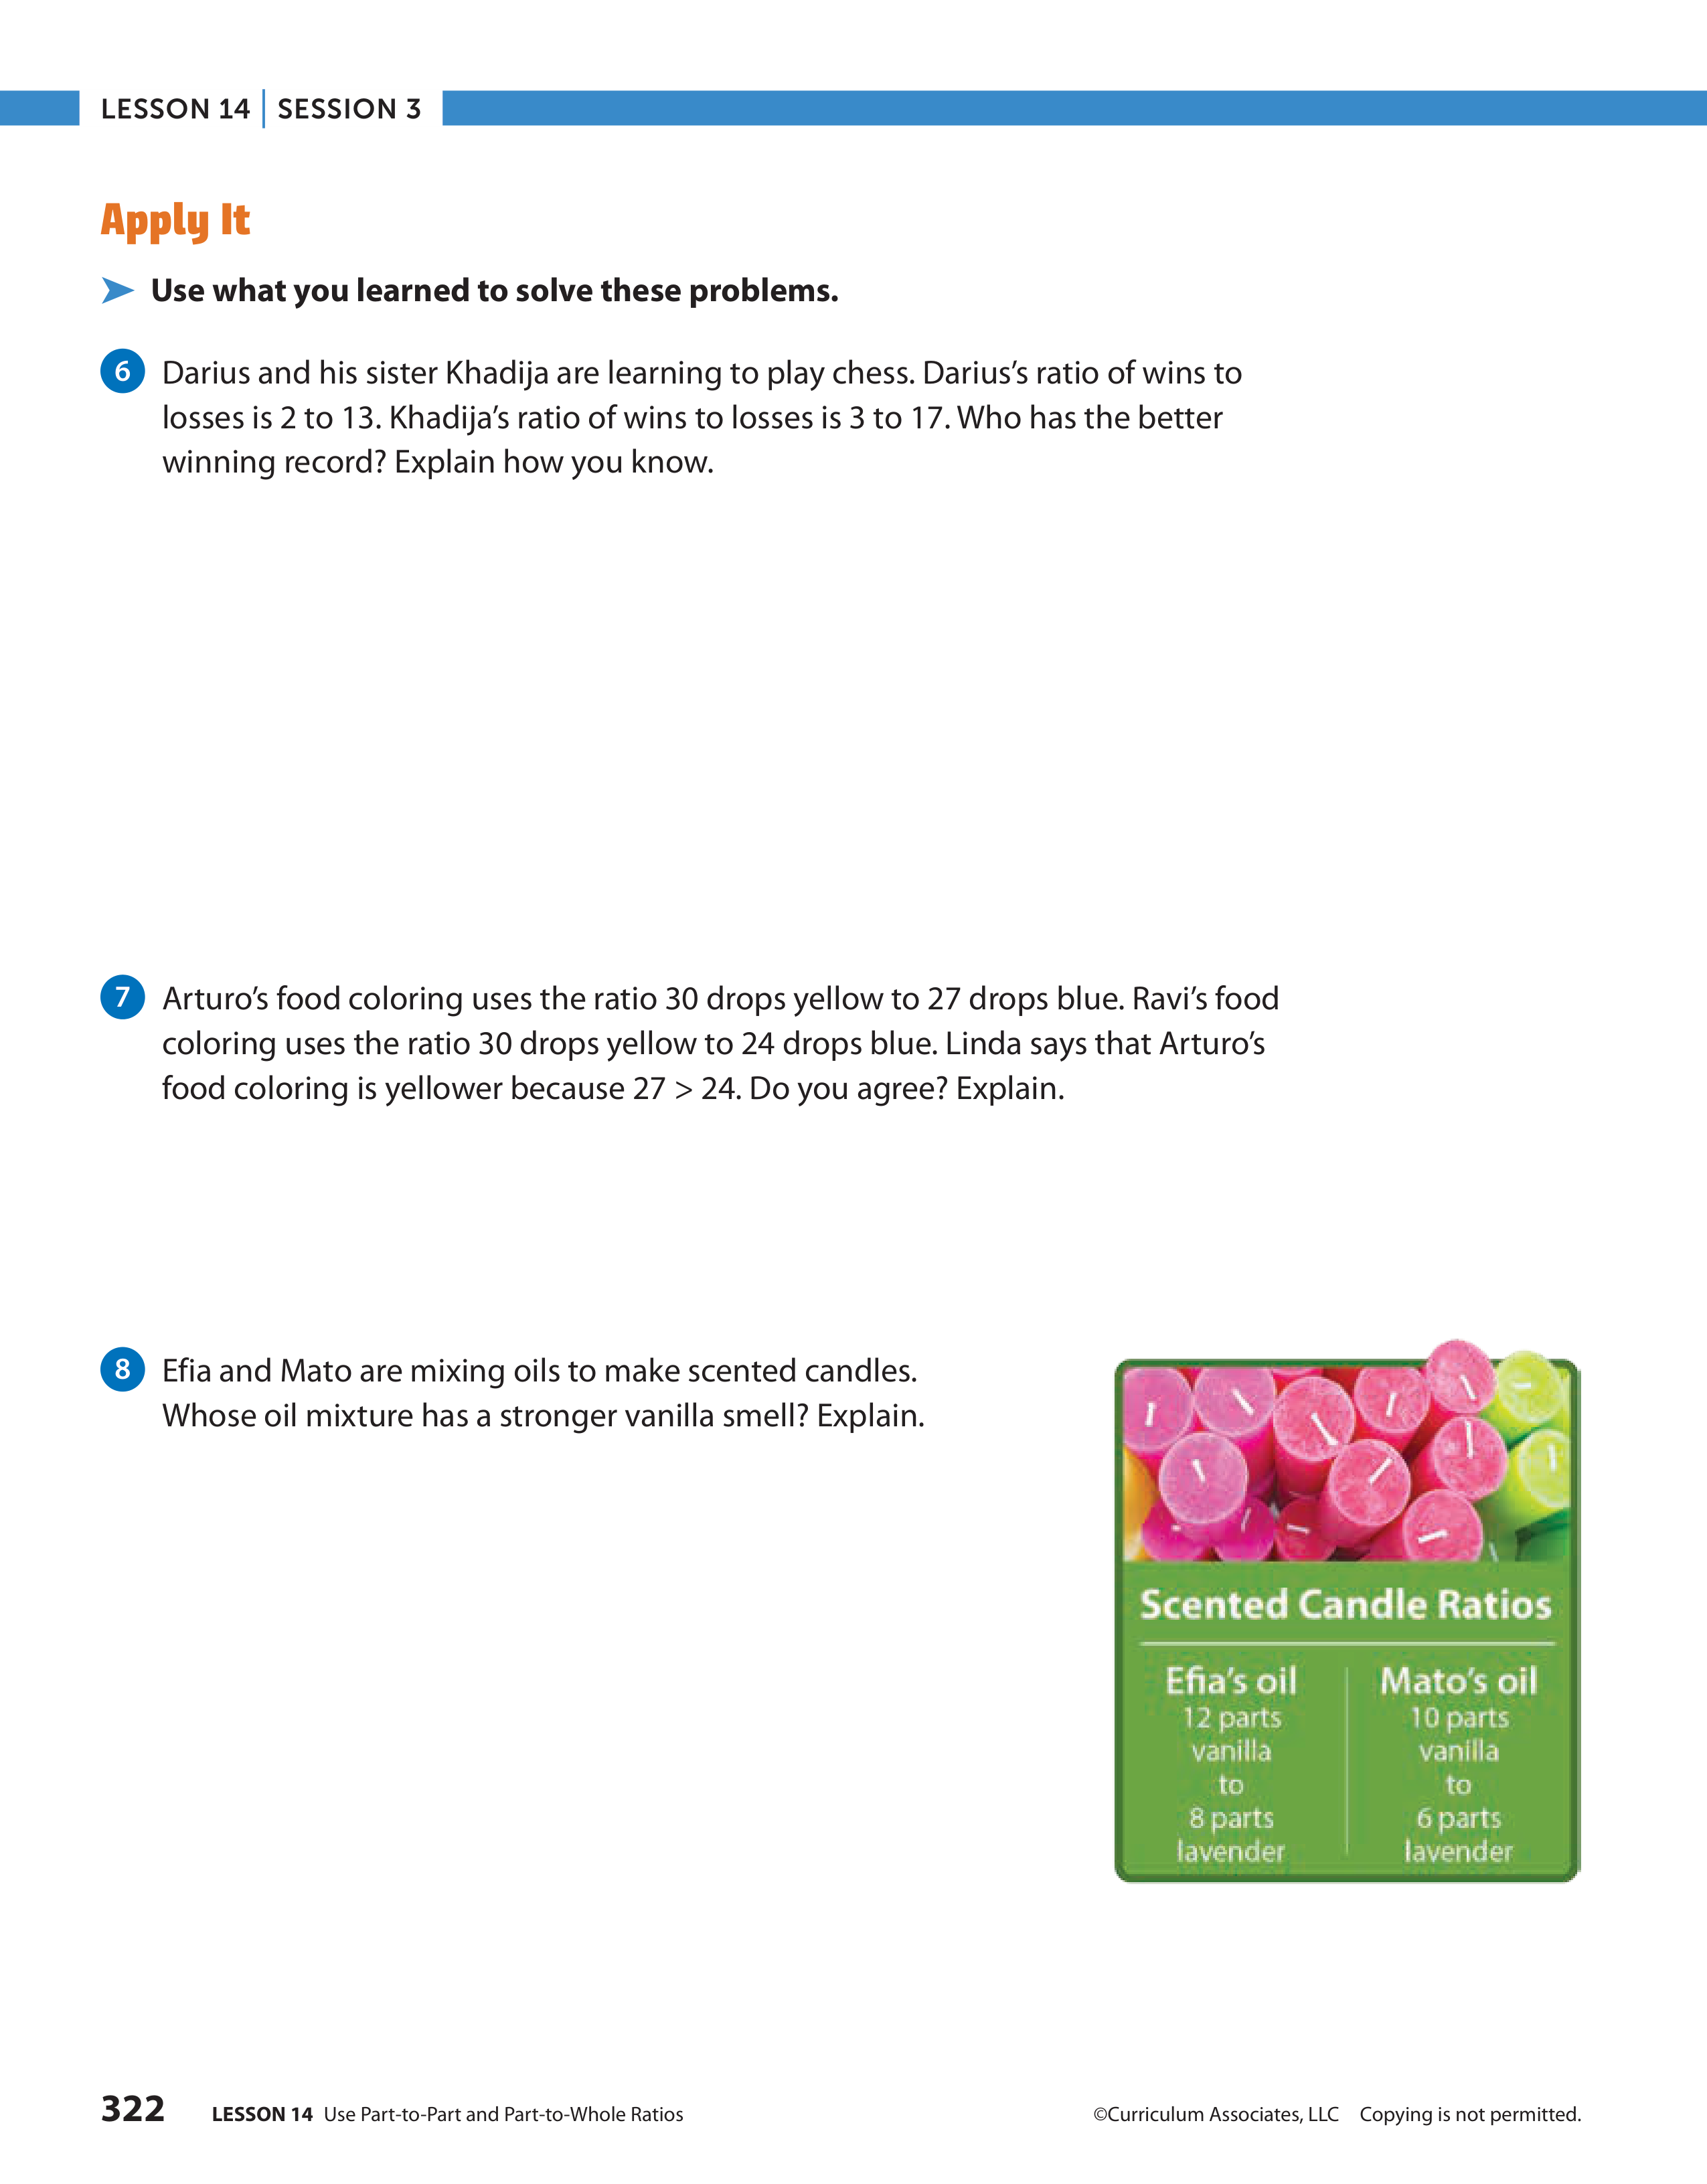 LESSON 14 | SESSION 3
Apply It
Use what you learned to solve these problems.
6 Darius and his sister Khadija are learning to play chess. Darius’s ratio of wins to
losses is 2 to 13. Khadija’s ratio of wins to losses is 3 to 17. Who has the better
winning record? Explain how you know.
7 Arturo’s food coloring uses the ratio 30 drops yellow to 27 drops blue. Ravi’s food
coloring uses the ratio 30 drops yellow to 24 drops blue. Linda says that Arturo’s
food coloring is yellower because 27 > 24. Do you agree? Explain.
8 Efia and Mato are mixing oils to make scented candles.
Whose oil mixture has a stronger vanilla smell? Explain.
Scented Candle Ratios
Efia’s oil
12 parts
vanilla
to
8 parts
lavender
Mato’s oil
10 parts
vanilla
to
6 parts
lavender
322 LESSON 14 Use Part-to-Part and Part-to-Whole Ratios
©Curriculum Associates, LLC Copying is not permitted.